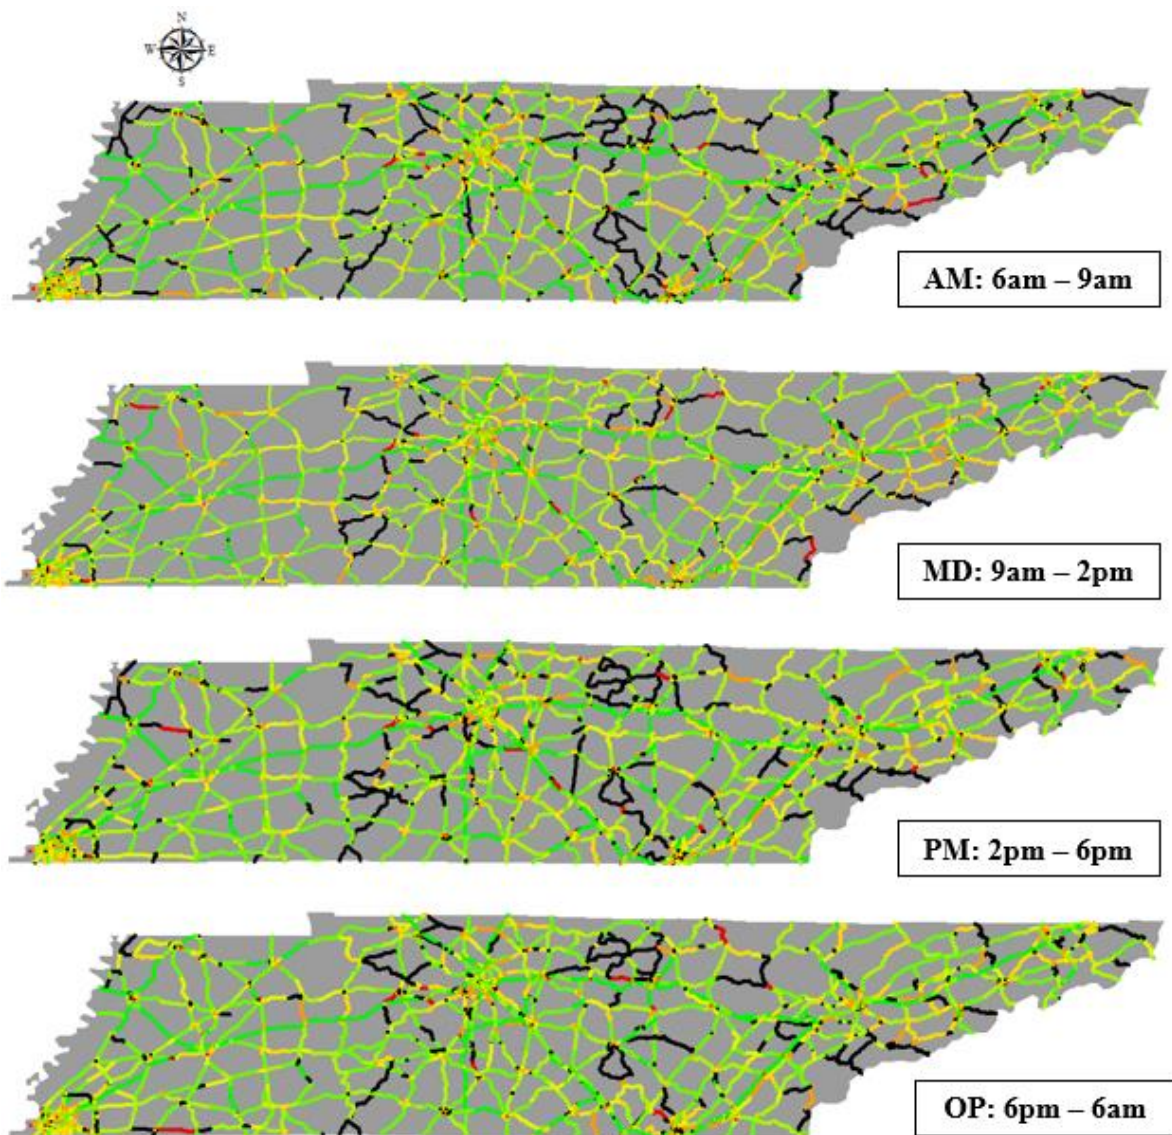 N
W E
S
AM: 6am – 9am
MD: 9am – 2pm
PM: 2pm – 6pm
OP: 6pm – 6am